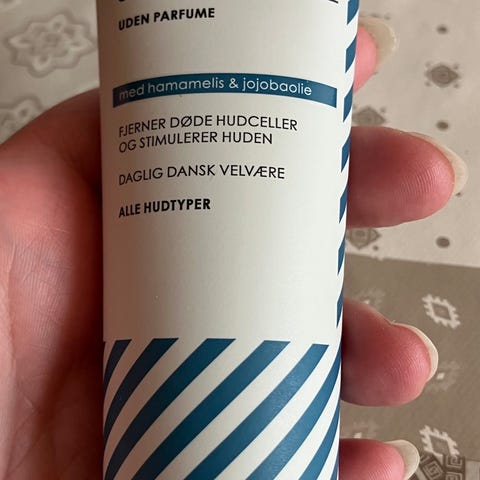 UDEN PARFUME
med hamamelis & jojobaolie
FJERNER DØDE HUDCELLER
OG STIMULERER HUDEN
DAGLIG DANSK VELVÆRE
ALLE HUDTYPER